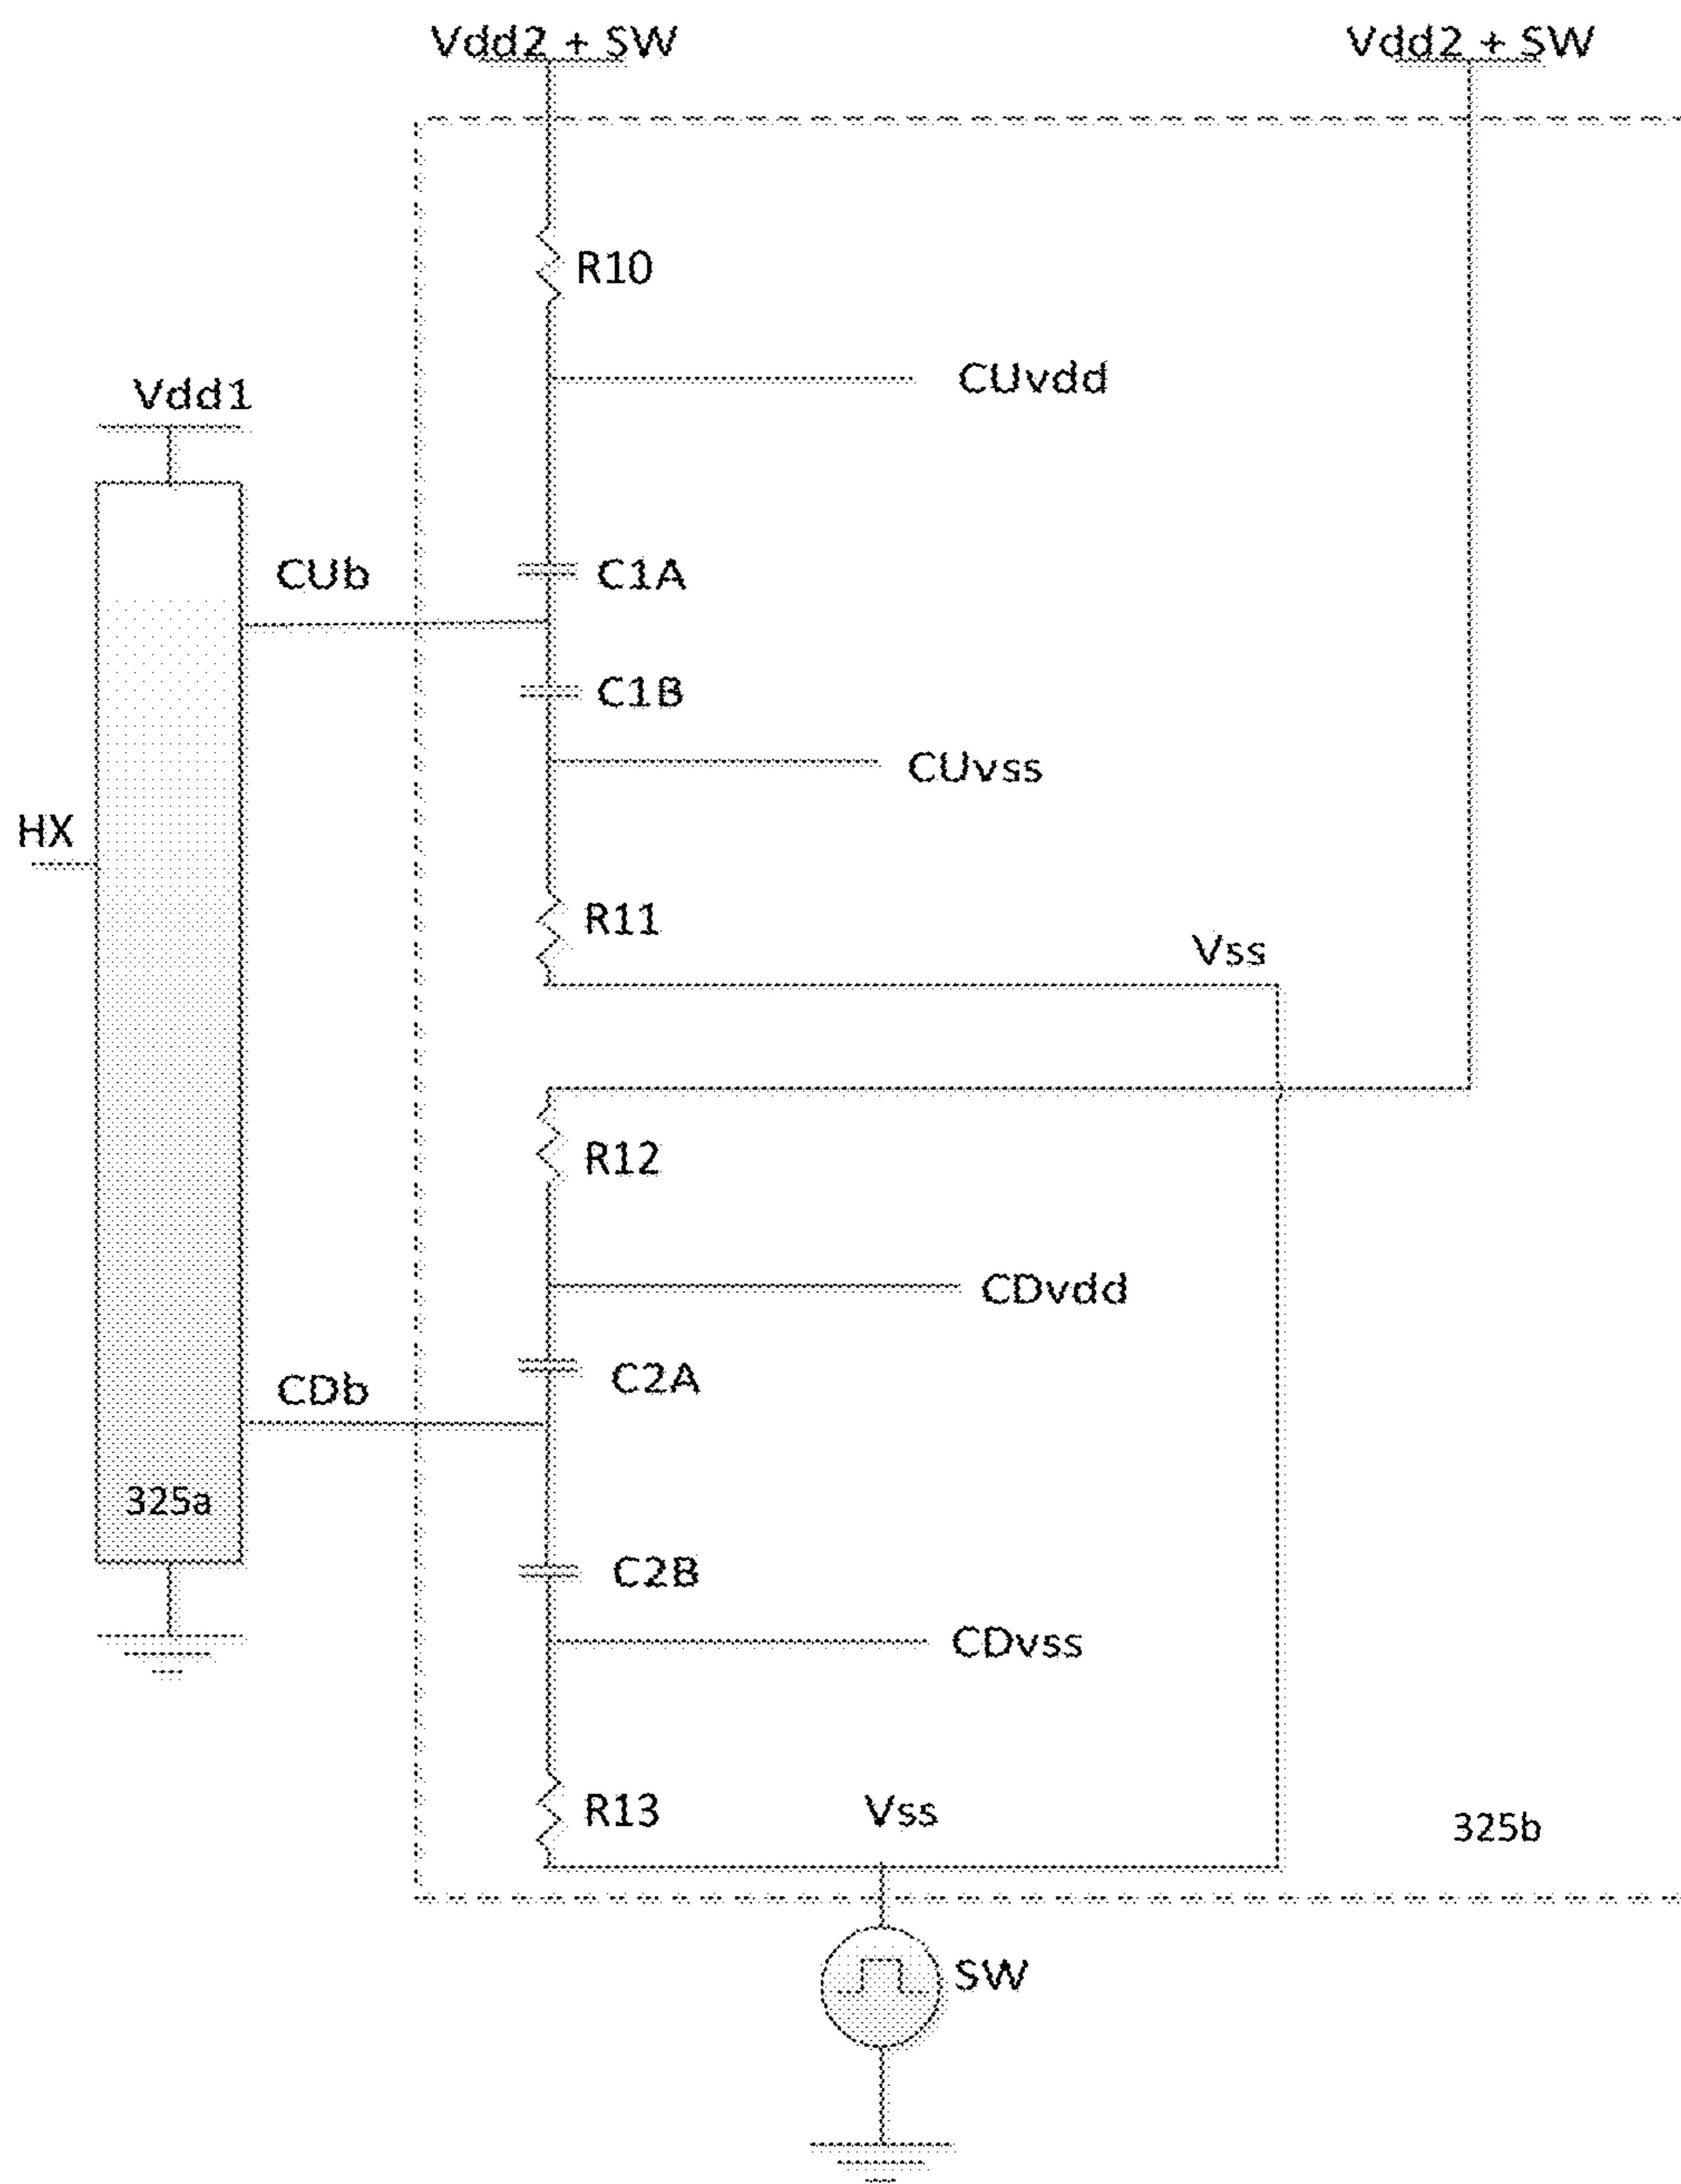 Vdd2 + SW
Vdd2 + SW
R10
CUvdd
Vdd1
CUb
C1A
C1B
CUvss
HX
R11
Vss
R12
CDvdd
C2A
CDb
325a
C2B
CDvss
R13
Vss
325b
SW